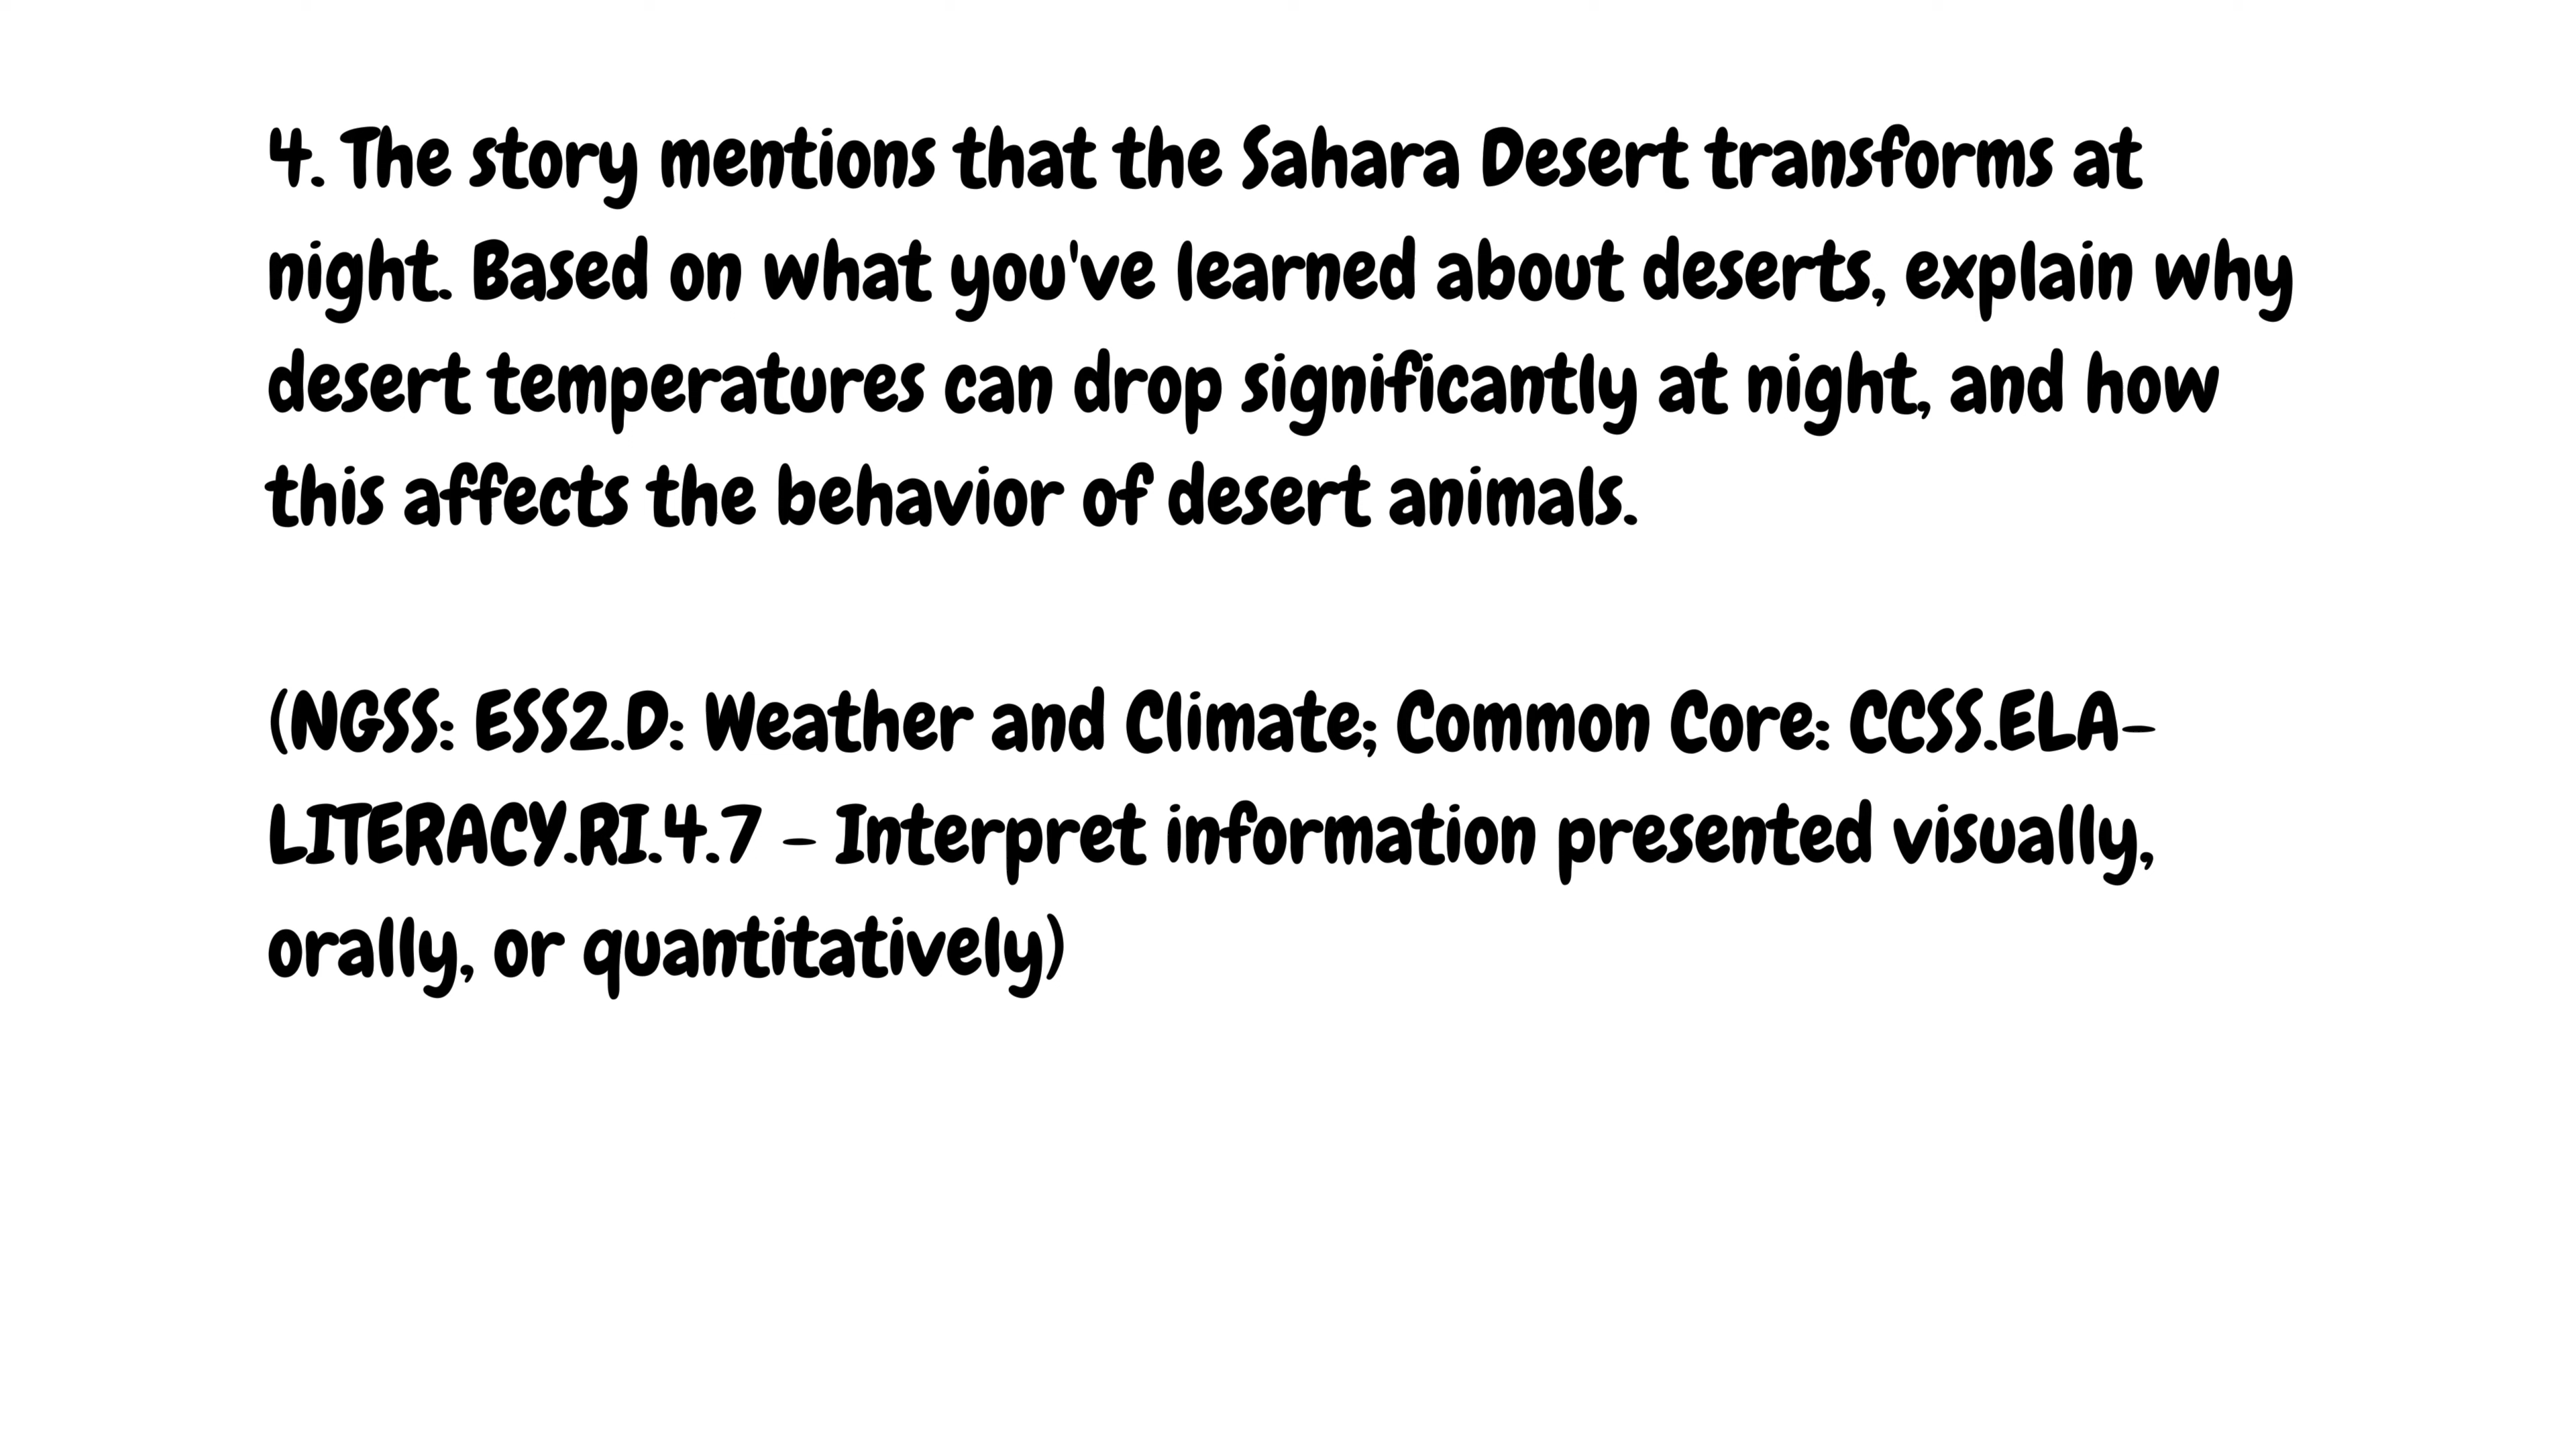 4. The story mentions that the Sahara Desert transforms at
night. Based on what you've learned about deserts, explain why
desert temperatures can drop significantly at night, and how
this affects the behavior of desert animals.
(NGSS: ESS2.D: Weather and Climate; Common Core: CCSS.ELA-
LITERACY.RI.4.7 - Interpret information presented visually,
orally, or quantitatively)